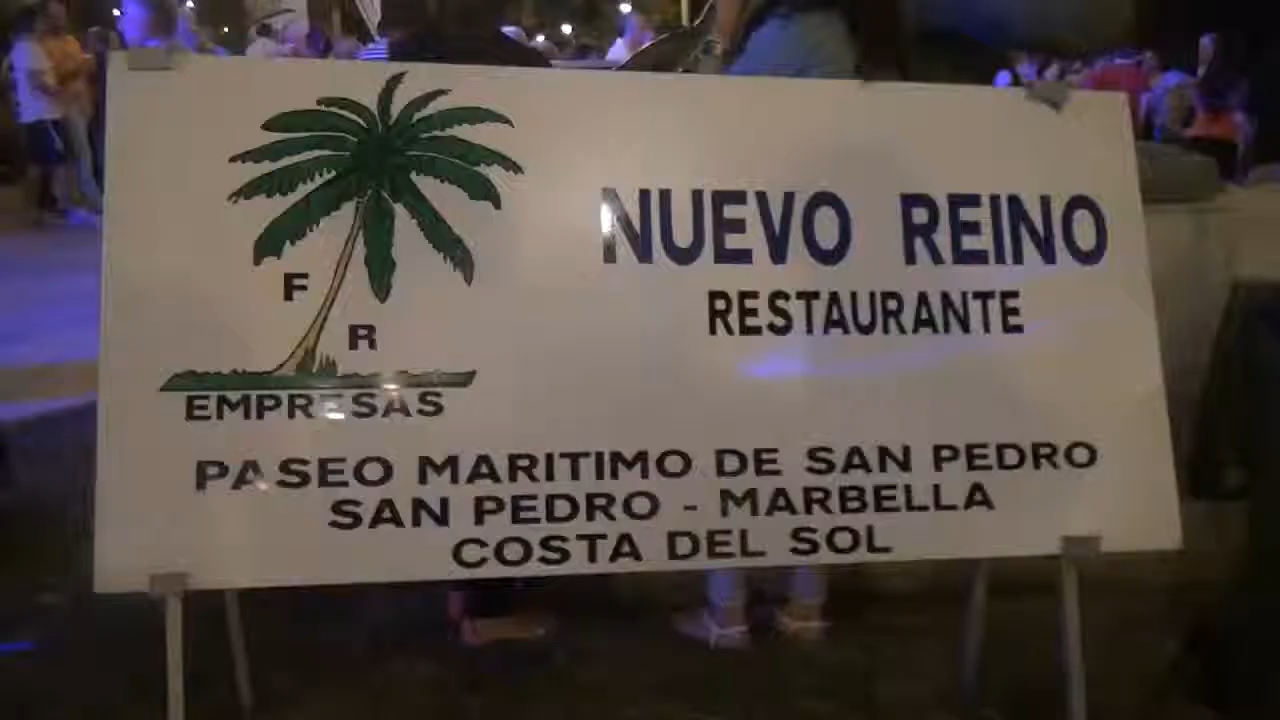 F
R
EMPRESAS
NUEVO REINO
RESTAURANTE
PASEO MARITIMO DE SAN PEDRO
SAN PEDRO - MARBELLA
COSTA DEL SOL